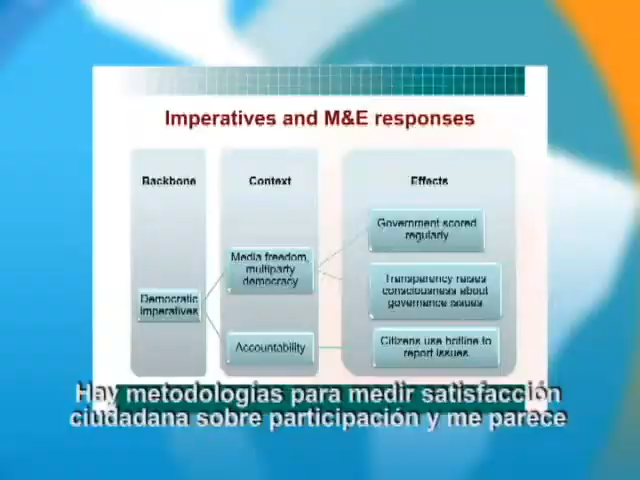 Imperatives and M&E responses
Backbone
Context
Effects
Government scored
regularly
Media freedom,
multiparty
democracy
Transparency raises
consciousness about
governance issues
Democratic
imperatives
Accountability
Citizens use hotline to
report issues
Hay metodologías para medir satisfacción
ciudadana sobre participación y me parece